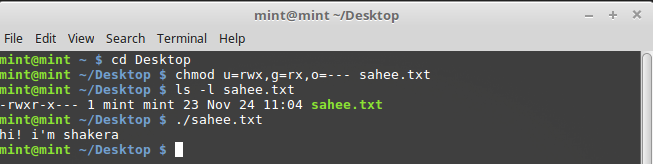 mint@mint ~/Desktop
File Edit View Search Terminal Help
mint@mint ~ $ cd Desktop
mint@mint ~/Desktop $ chmod u=rwx,g=rx,o=--- sahee.txt
mint@mint ~/Desktop $ ls -l sahee.txt
-rwxr-x--- 1 mint mint 23 Nov 24 11:04 sahee.txt
mint@mint ~/Desktop $ ./sahee.txt
hi! i'm shakera
mint@mint ~/Desktop $